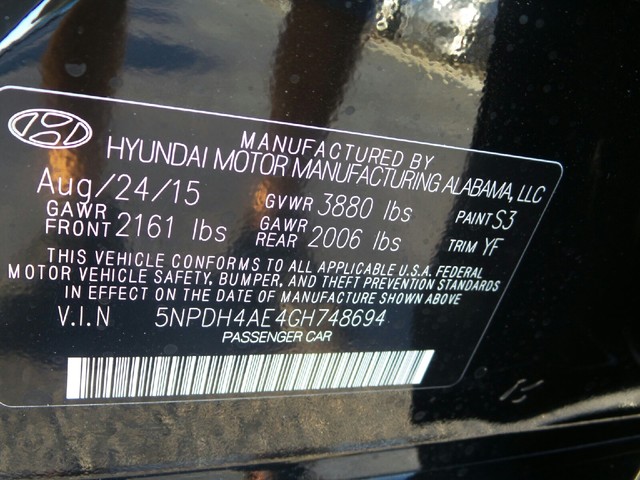 MANUFACTURED BY
HYUNDAI MOTOR MANUFACTURING ALABAMA, LLC
Aug/24/15 GVWR 3880 lbs PAINT S3
GAWR FRONT 2161 lbs GAWR REAR 2006 lbs TRIM YF
THIS VEHICLE CONFORMS TO ALL APPLICABLE U.S.A. FEDERAL
MOTOR VEHICLE SAFETY, BUMPER, AND THEFT PREVENTION STANDARDS
IN EFFECT ON THE DATE OF MANUFACTURE SHOWN ABOVE
V.I.N 5NPDH4AE4GH748694
PASSENGER CAR